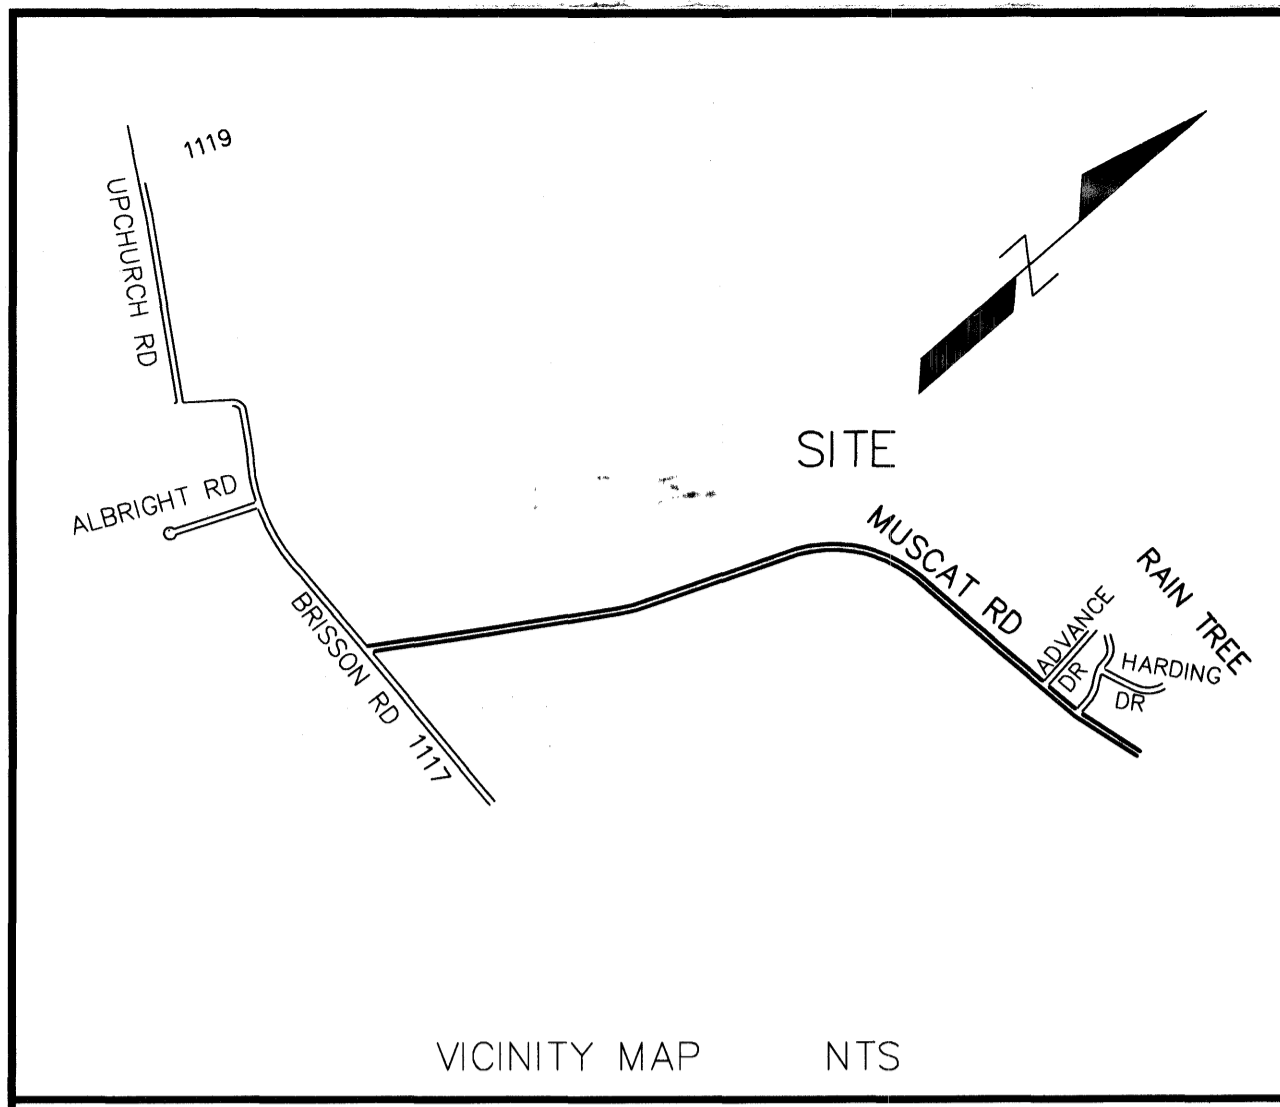 1119
UPCHURCH RD
N
SITE
ALBRIGHT RD
MUSCAT RD
RAIN TREE
ADVANCE
DR
HARDING
DR
BRISSON RD 1117
VICINITY MAP NTS